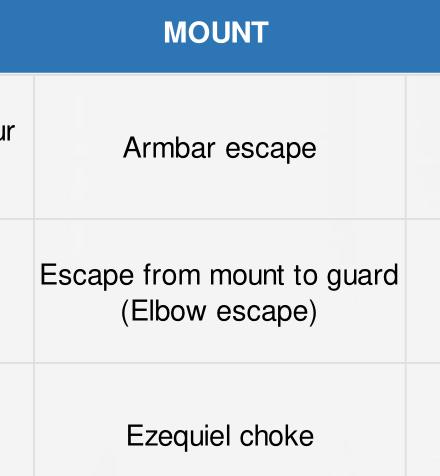 MOUNT
Armbar escape
Escape from mount to guard
(Elbow escape)
Ezequiel choke